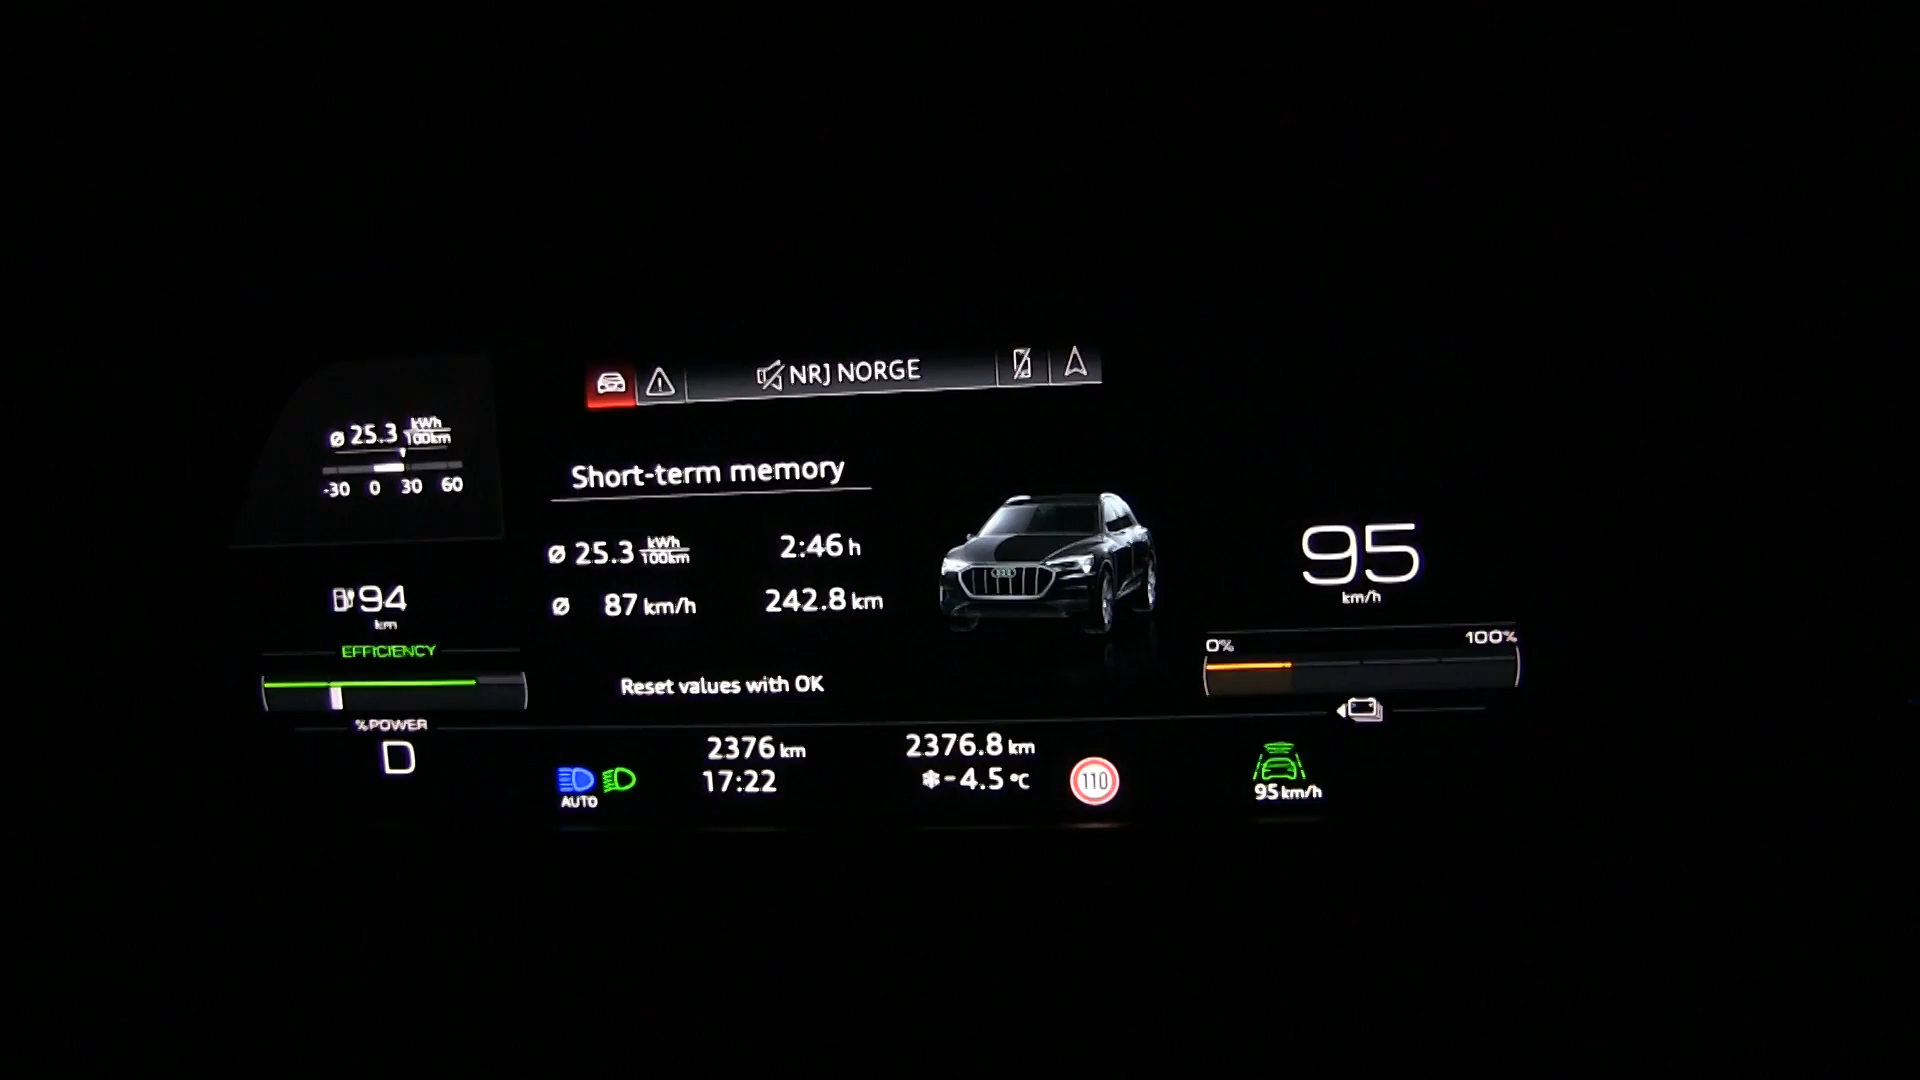 NRJ NORGE
ø 25.3 kWh/100km
-30 0 30 60
94 km
EFFICIENCY
%POWER
D
Short-term memory
ø 25.3 kWh/100km 2:46 h
ø 87 km/h 242.8 km
Reset values with OK
95
km/h
0% 100%
AUTO
2376 km 2376.8 km
17:22 -4.5 °C
110
95 km/h